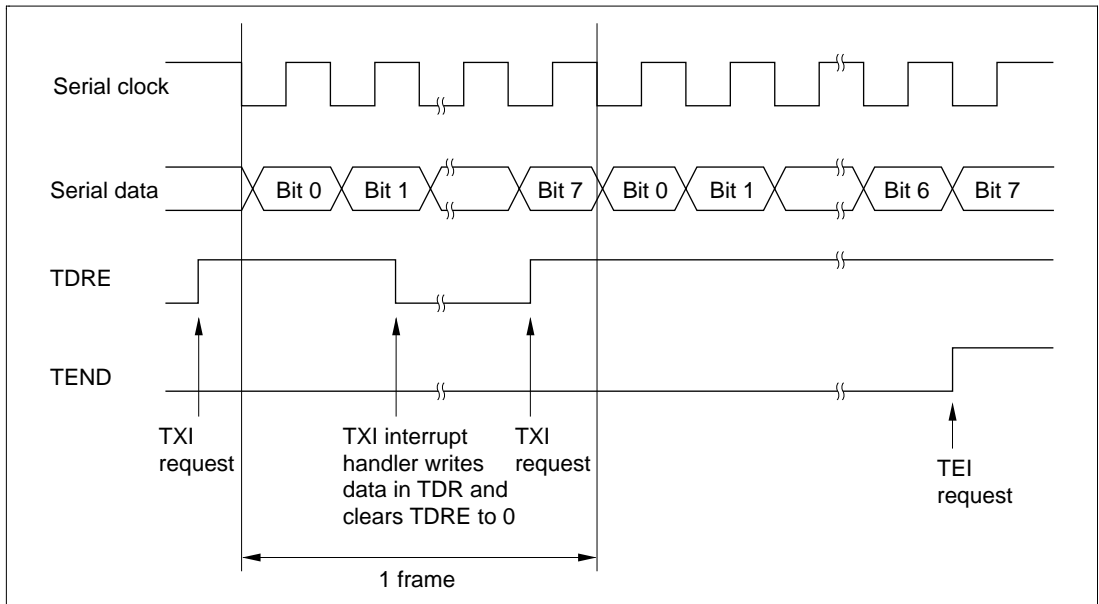 Serial clock
Serial data
Bit 0
Bit 1
Bit 7
Bit 0
Bit 1
Bit 6
Bit 7
TDRE
TEND
TXI
request
TXI interrupt
handler writes
data in TDR and
clears TDRE to 0
TXI
request
TEI
request
1 frame